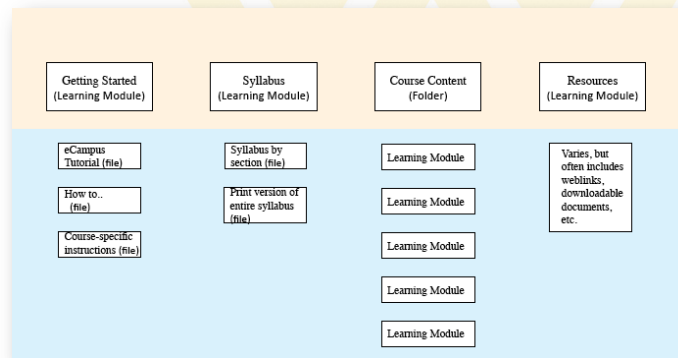 Getting Started
(Learning Module)
Syllabus
(Learning Module)
Course Content
(Folder)
Resources
(Learning Module)
eCampus
Tutorial (file)
How to..
(file)
Course-specific
instructions (file)
Syllabus by
section (file)
Print version of
entire syllabus
(file)
Learning Module
Learning Module
Learning Module
Learning Module
Learning Module
Varies, but
often includes
weblinks,
downloadable
documents,
etc.